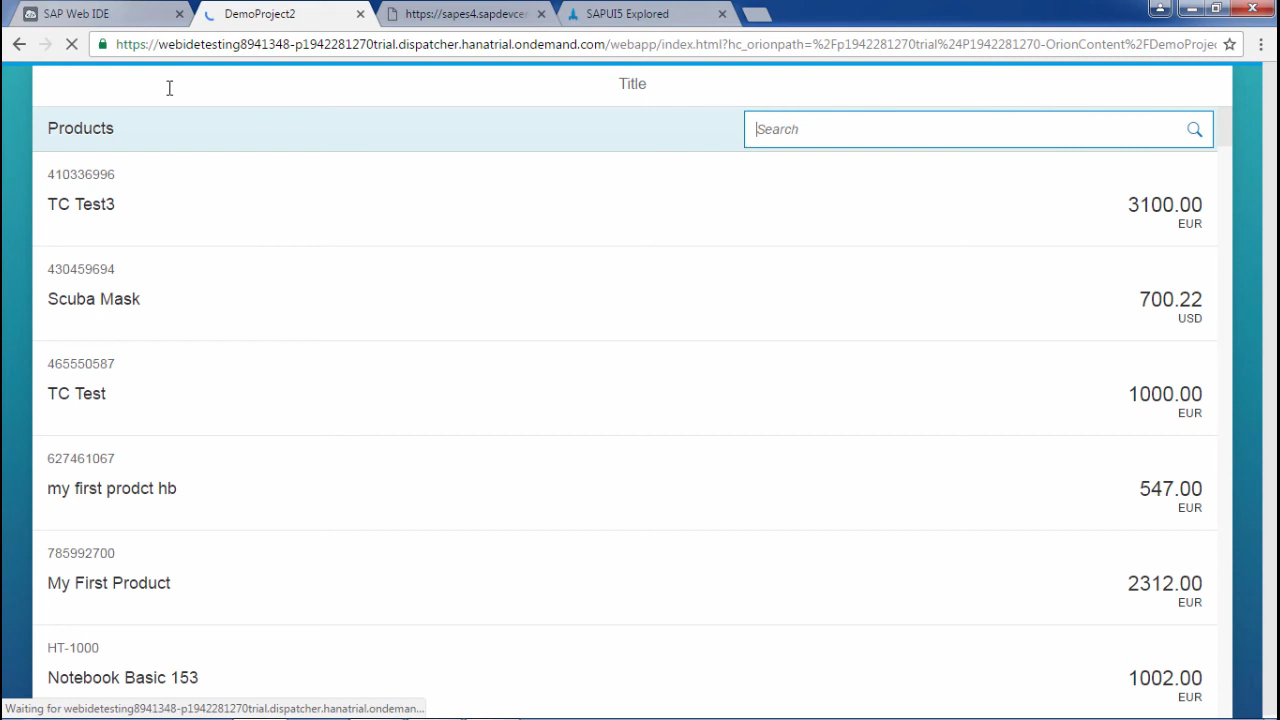 SAP Web IDE
DemoProject2
https://sapes4.sapdevcer
SAPUI5 Explored
https://webidetesting8941348-p1942281270trial.dispatcher.hanatrial.ondemand.com/webapp/index.html?hc_orionpath=%2Fp1942281270trial%24P1942281270-OrionContent%2FDemoProjec
Title
Products
Search
410336996
TC Test3
3100.00
EUR
430459694
Scuba Mask
700.22
USD
465550587
TC Test
1000.00
EUR
627461067
my first prodct hb
547.00
EUR
785992700
My First Product
2312.00
EUR
HT-1000
Notebook Basic 153
1002.00
EUR
Waiting for webidetesting8941348-p1942281270trial.dispatcher.hanatrial.ondeman...